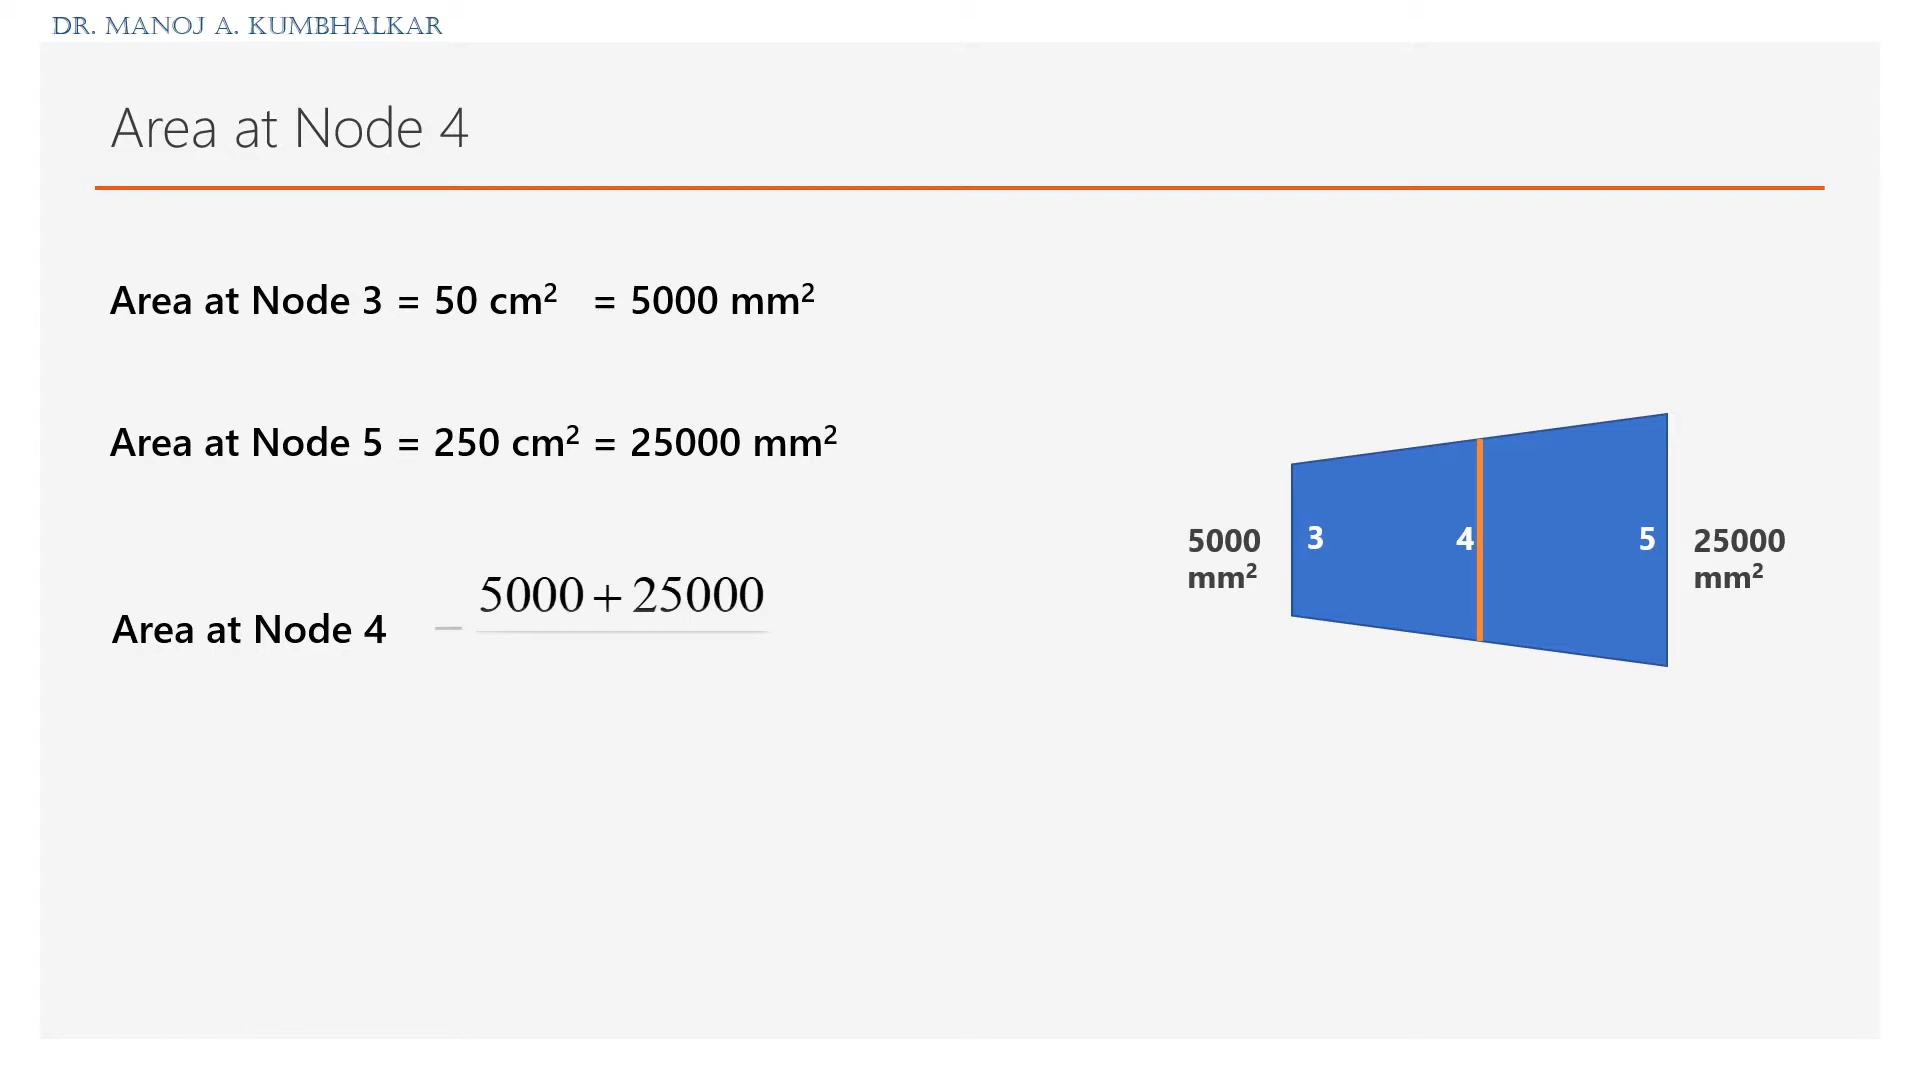 DR. MANOJ A. KUMBHALKAR
Area at Node 4
Area at Node 3 = 50 cm² = 5000 mm²
Area at Node 5 = 250 cm² = 25000 mm²
5000 + 25000
Area at Node 4
5000 mm²
3
4
5
25000 mm²